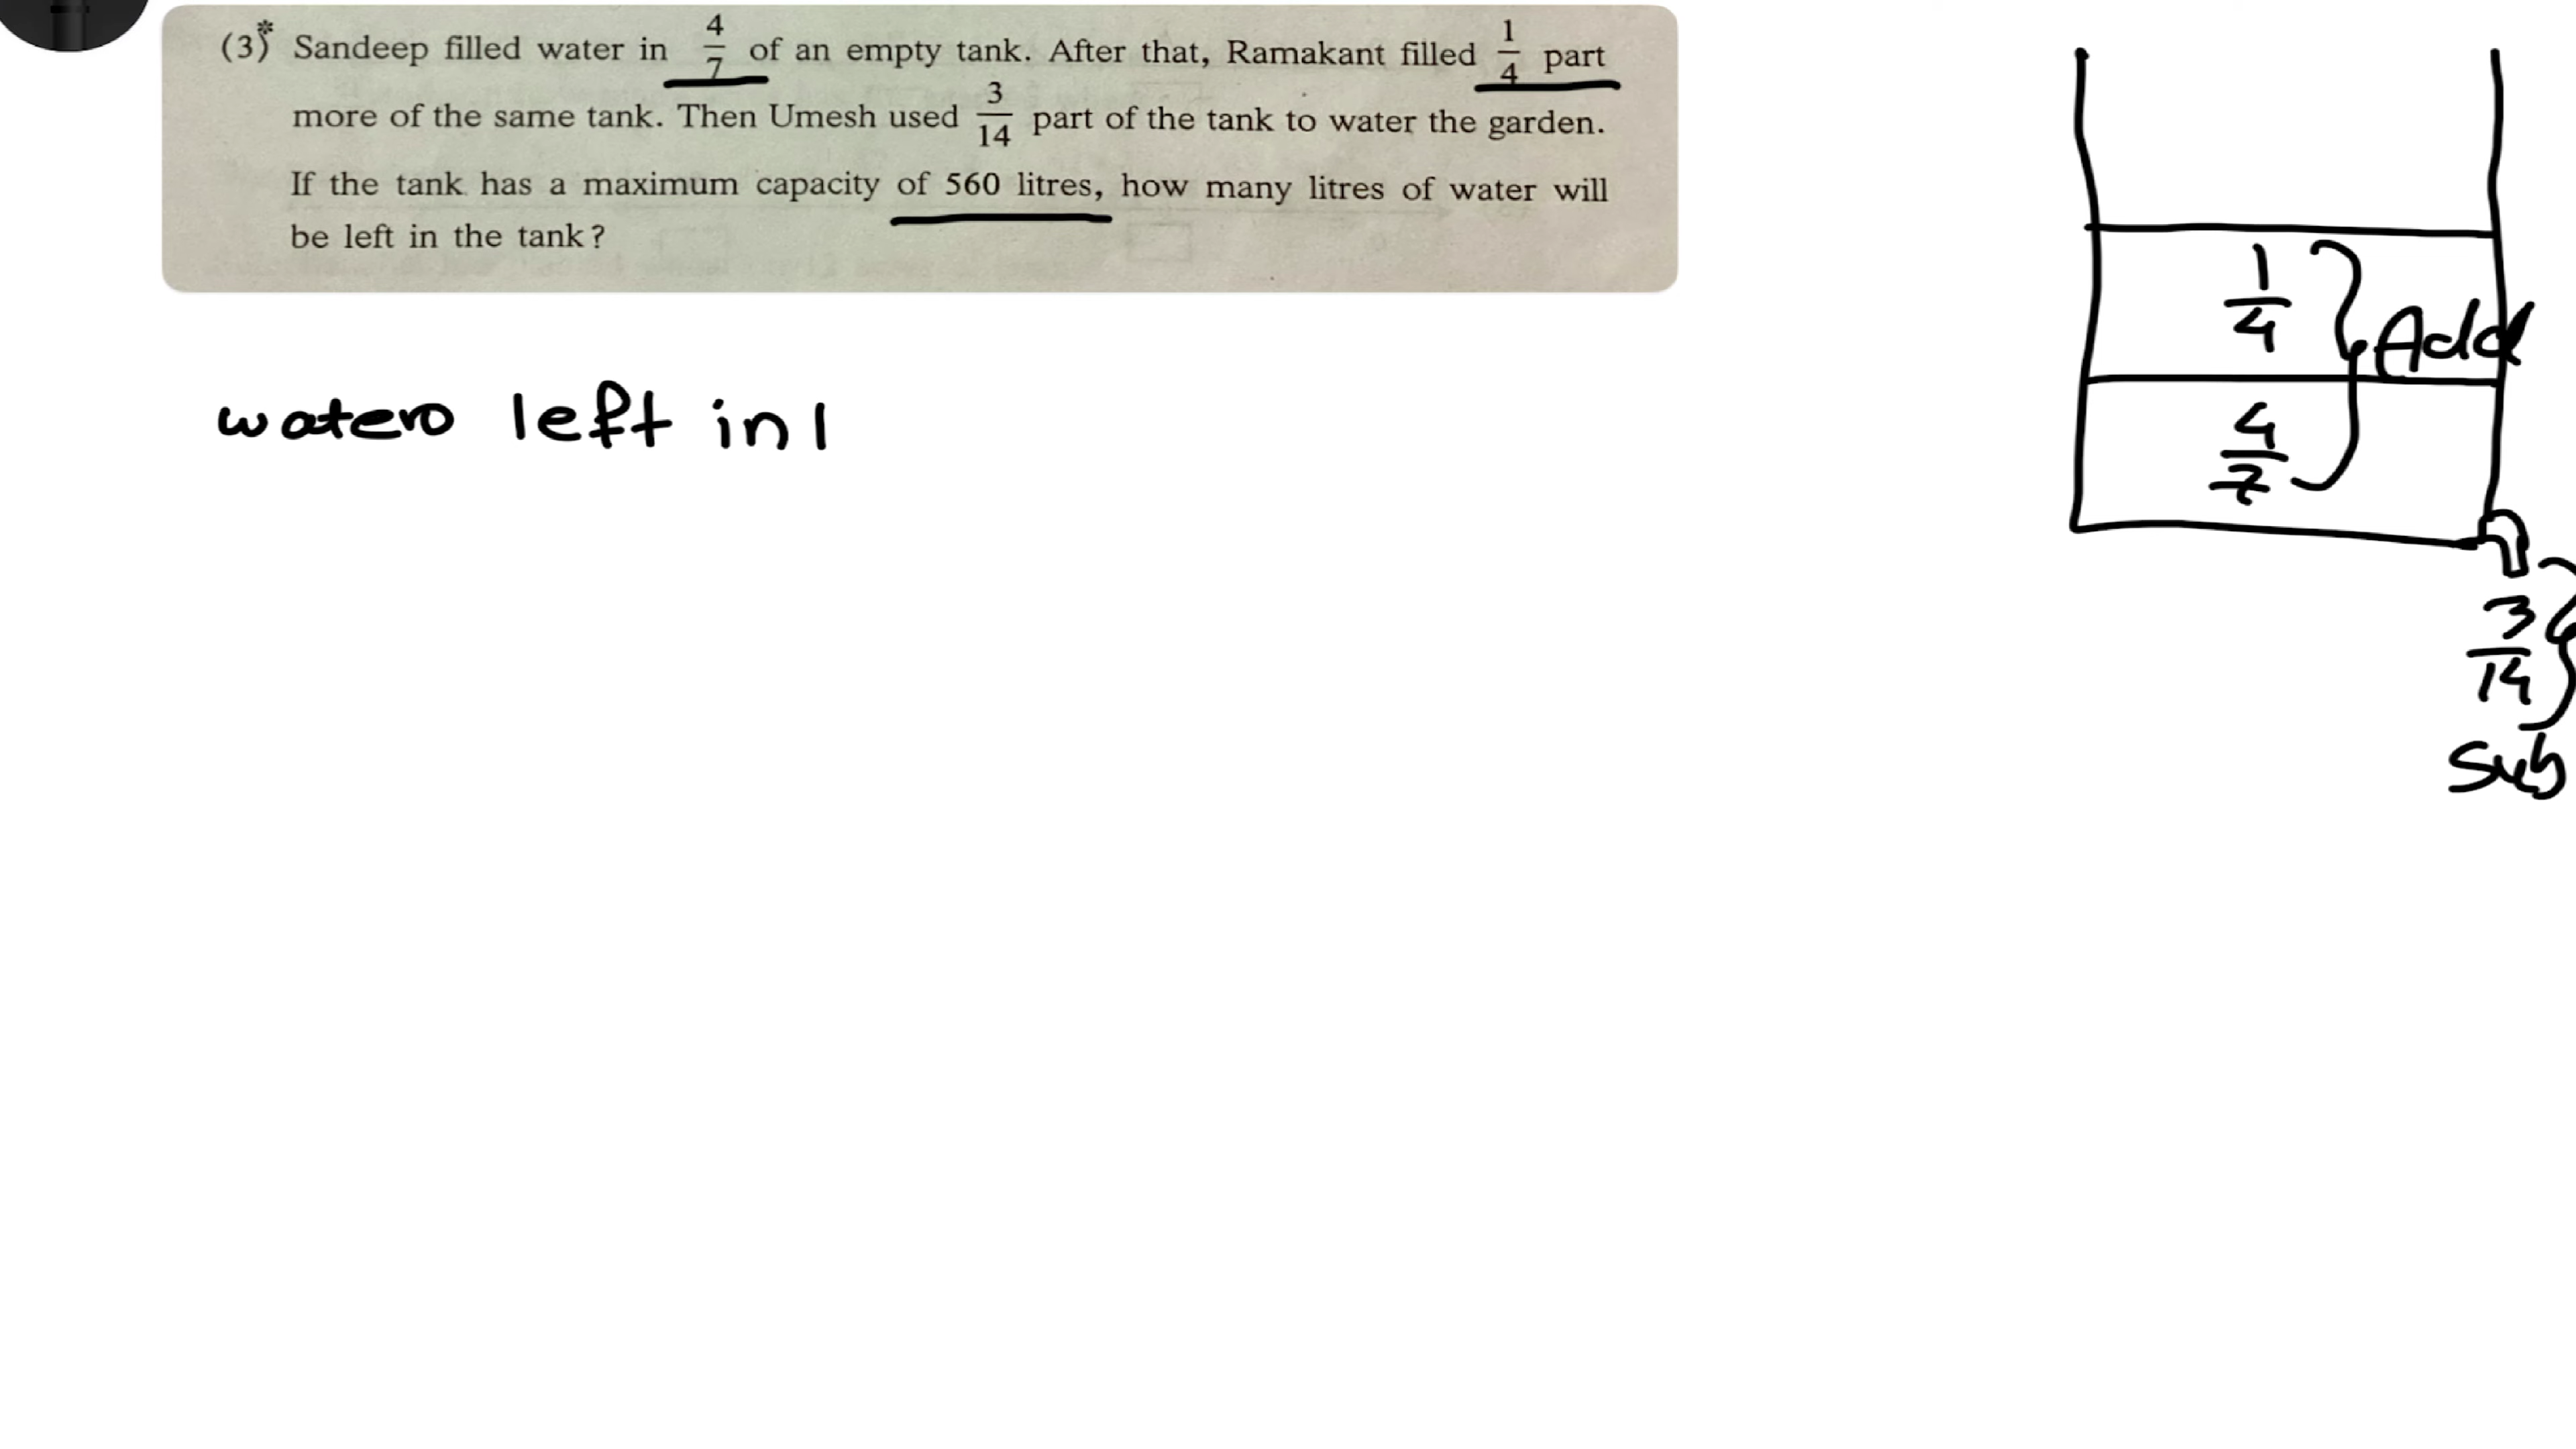 (3)* Sandeep filled water in 4/7 of an empty tank. After that, Ramakant filled 1/4 part
more of the same tank. Then Umesh used 3/14 part of the tank to water the garden.
If the tank has a maximum capacity of 560 litres, how many litres of water will
be left in the tank?
water left in
1/4
Add
4/7
3/14
Sub